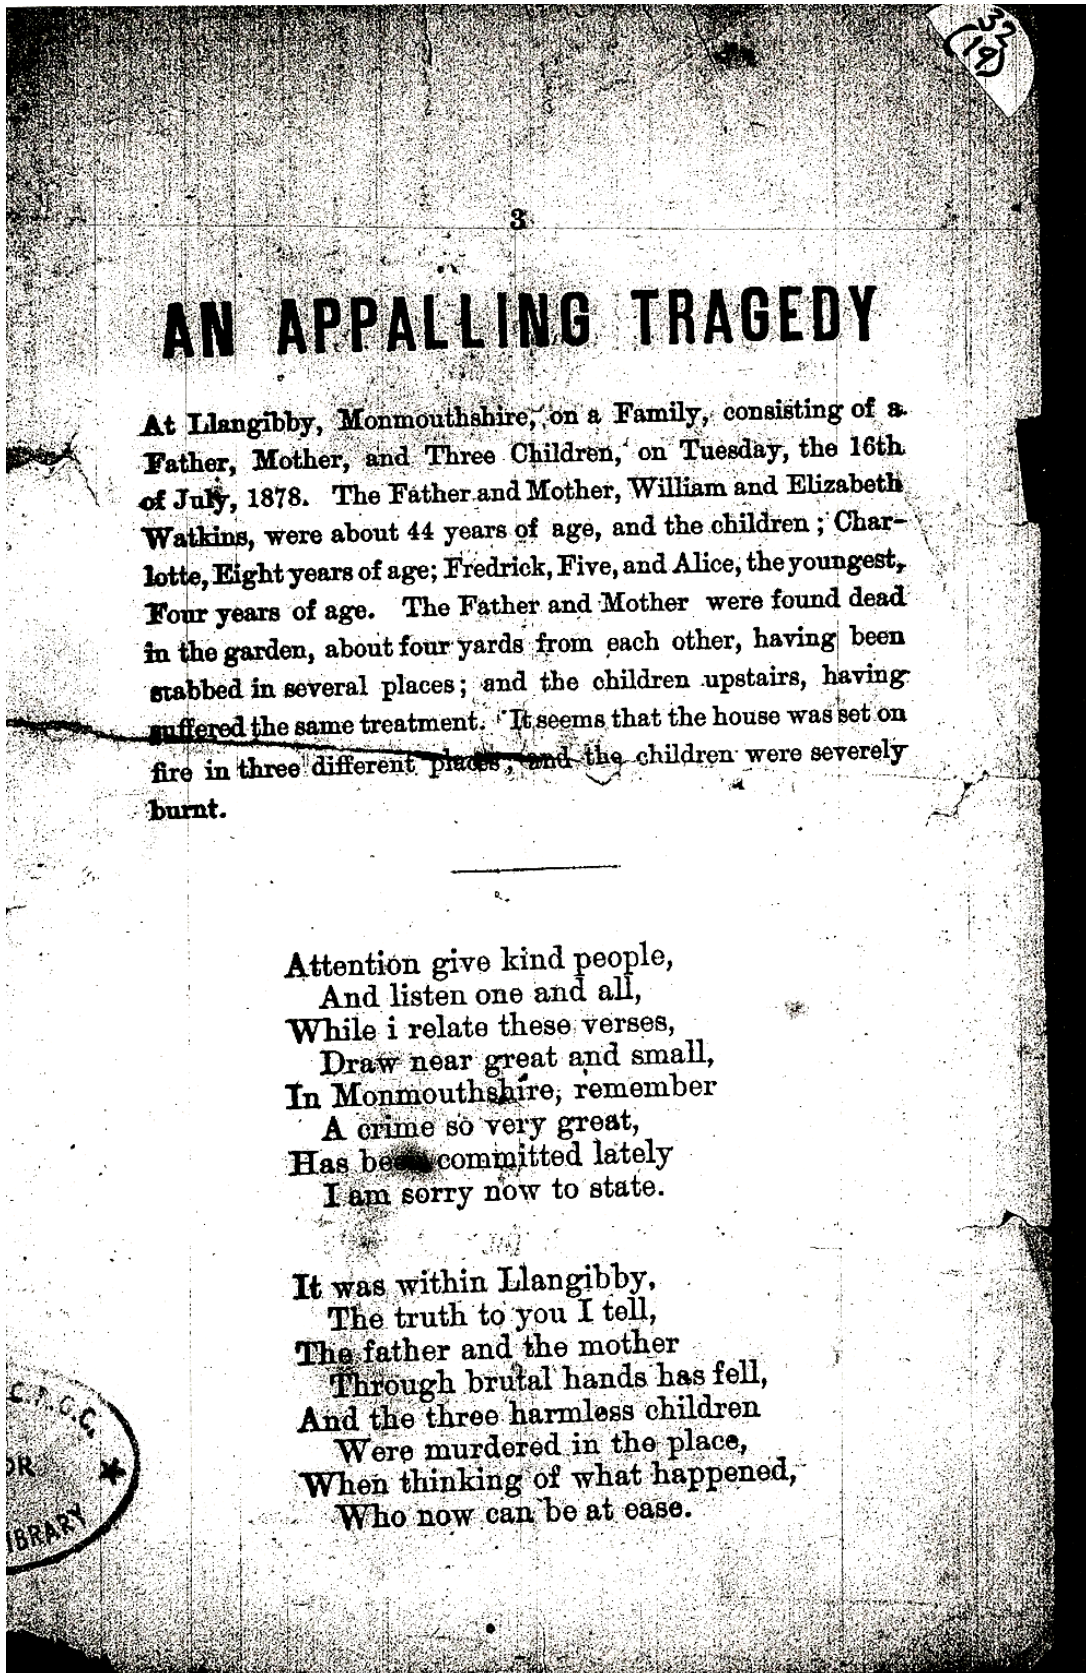 32
(19)
3
AN APPALLING TRAGEDY
At Llangibby, Monmouthshire, on a Family, consisting of a
Father, Mother, and Three Children, on Tuesday, the 16th
of July, 1878. The Father and Mother, William and Elizabeth
Watkins, were about 44 years of age, and the children ; Char-
lotte, Eight years of age; Fredrick, Five, and Alice, the youngest,
Four years of age. The Father and Mother were found dead
in the garden, about four yards from each other, having been
stabbed in several places; and the children upstairs, having
suffered the same treatment. It seems that the house was set on
fire in three different places, and the children were severely
burnt.
Attention give kind people,
And listen one and all,
While i relate these verses,
Draw near great and small,
In Monmouthshire, remember
A crime so very great,
Has been committed lately
I am sorry now to state.
It was within Llangibby,
The truth to you I tell,
The father and the mother
Through brutal hands has fell,
And the three harmless children
Were murdered in the place,
When thinking of what happened,
Who now can be at ease.